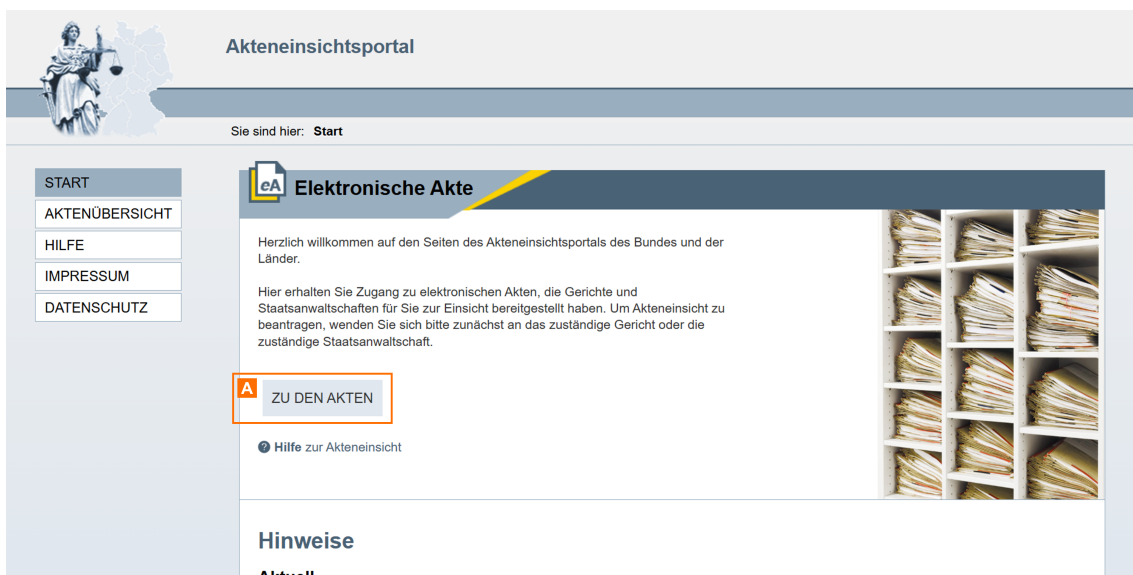 Akteneinsichtsportal
Sie sind hier: Start
START
AKTENÜBERSICHT
HILFE
IMPRESSUM
DATENSCHUTZ
eA Elektronische Akte
Herzlich willkommen auf den Seiten des Akteneinsichtsportals des Bundes und der
Länder.
Hier erhalten Sie Zugang zu elektronischen Akten, die Gerichte und
Staatsanwaltschaften für Sie zur Einsicht bereitgestellt haben. Um Akteneinsicht zu
beantragen, wenden Sie sich bitte zunächst an das zuständige Gericht oder die
zuständige Staatsanwaltschaft.
A
ZU DEN AKTEN
? Hilfe zur Akteneinsicht
Hinweise
Aktuell